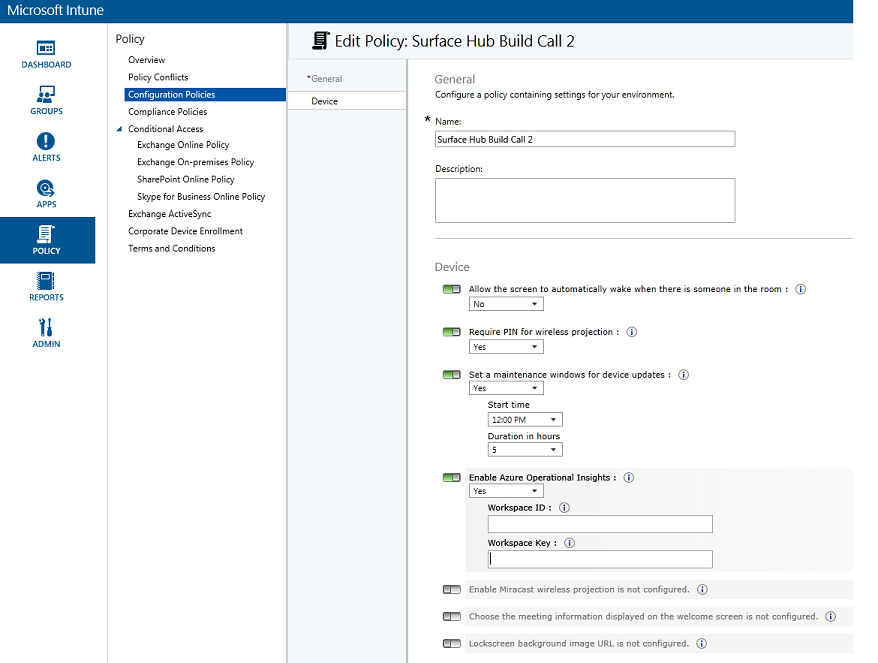 Microsoft Intune
DASHBOARD
GROUPS
ALERTS
APPS
POLICY
REPORTS
ADMIN
Policy
Overview
Policy Conflicts
Configuration Policies
Compliance Policies
Conditional Access
Exchange Online Policy
Exchange On-premises Policy
SharePoint Online Policy
Skype for Business Online Policy
Exchange ActiveSync
Corporate Device Enrollment
Terms and Conditions
Edit Policy: Surface Hub Build Call 2
*General
Device
General
Configure a policy containing settings for your environment.
* Name:
Surface Hub Build Call 2
Description:
Device
Allow the screen to automatically wake when there is someone in the room :
No
Require PIN for wireless projection :
Yes
Set a maintenance windows for device updates :
Yes
Start time
12:00 PM
Duration in hours
5
Enable Azure Operational Insights :
Yes
Workspace ID :
Workspace Key :
Enable Miracast wireless projection is not configured.
Choose the meeting information displayed on the welcome screen is not configured.
Lockscreen background image URL is not configured.